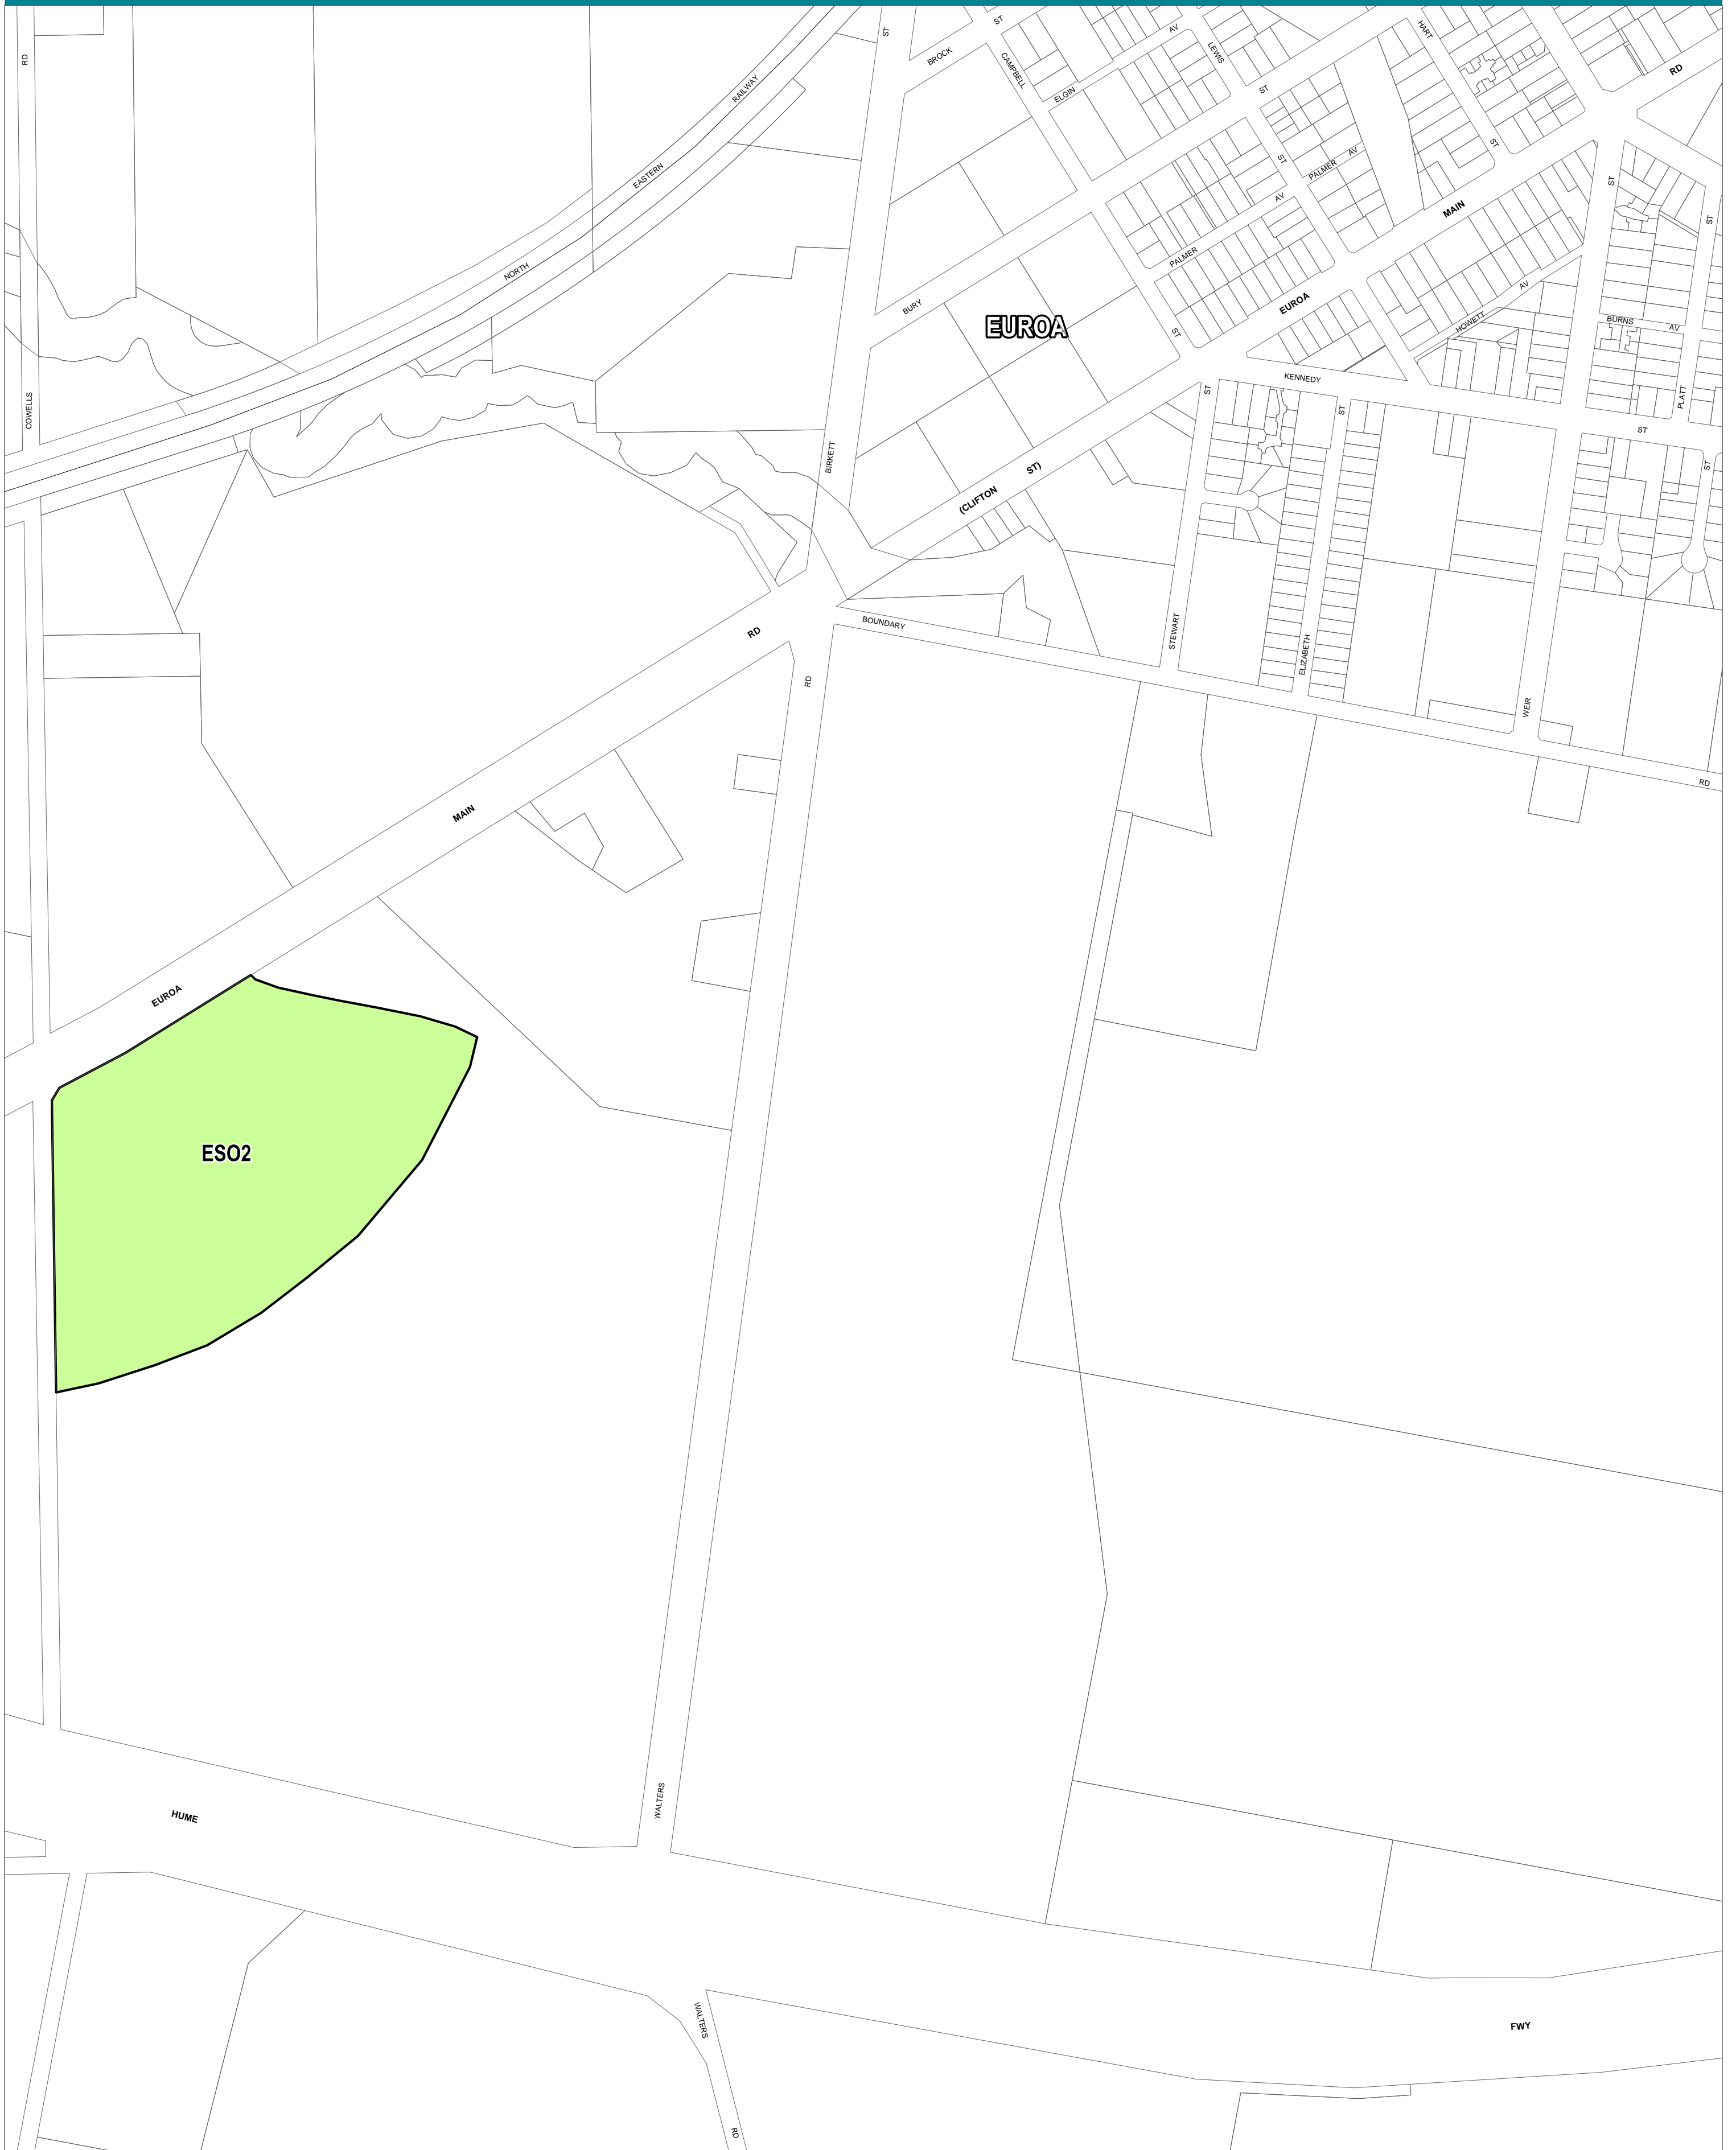 ST
ST
BROCK
CAMPBELL
ELGIN
AV
LEWIS
ST
HART
RD
RD
RAILWAY
EASTERN
NORTH
ST
PALMER
AV
ST
ST
ST
MAIN
AV
PALMER
BURY
EUROA
ST
EUROA
HOWETT
AV
BURNS
AV
KENNEDY
ST
ST
PLATT
ST
COWELLS
BIRKETT
ST
(CLIFTON
ST)
BOUNDARY
STEWART
ELIZABETH
WEIR
RD
RD
RD
MAIN
EUROA
ESO2
WALTERS
HUME
WALTERS
FWY
RD